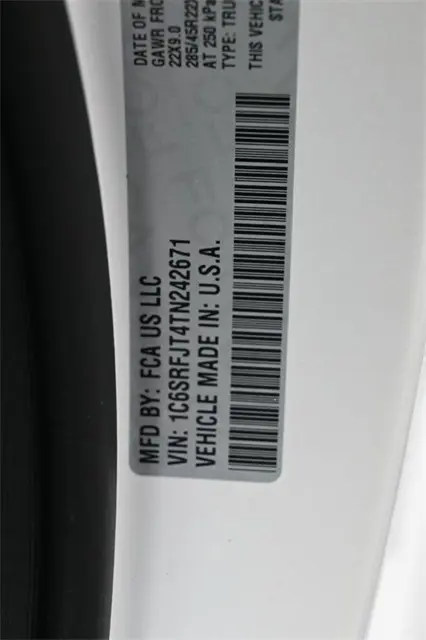 DATE OF
GAWR FRO
22X9.0
285/45R22
AT 250 kPa
TYPE: TRU
THIS VEHIC
STA
MFD BY: FCA US LLC
VIN: 1C6SRFJT4TN242671
VEHICLE MADE IN: U.S.A.